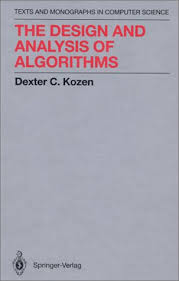 TEXTS AND MONOGRAPHS IN COMPUTER SCIENCE
THE DESIGN AND
ANALYSIS OF
ALGORITHMS
Dexter C. Kozen
Springer-Verlag